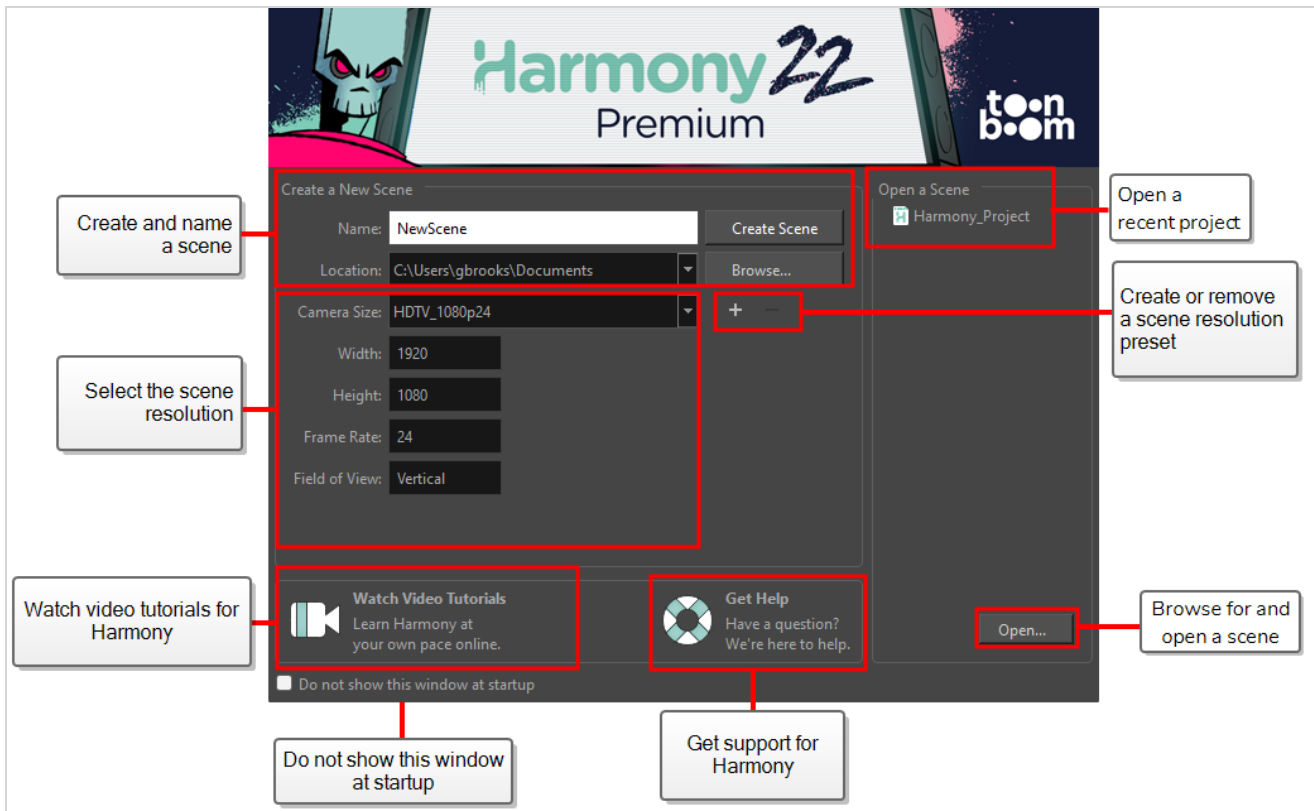 Harmony 22
Premium
toon
boom
Create a New Scene
Name: NewScene Create Scene
Location: C:\Users\gbrooks\Documents Browse...
Camera Size: HDTV_1080p24 + −
Width: 1920
Height: 1080
Frame Rate: 24
Field of View: Vertical
Open a Scene
Harmony_Project
Open...
Watch Video Tutorials
Learn Harmony at
your own pace online.
Get Help
Have a question?
We're here to help.
Do not show this window at startup
Create and name
a scene
Select the scene
resolution
Watch video tutorials for
Harmony
Do not show this window
at startup
Get support for
Harmony
Open a
recent project
Create or remove
a scene resolution
preset
Browse for and
open a scene